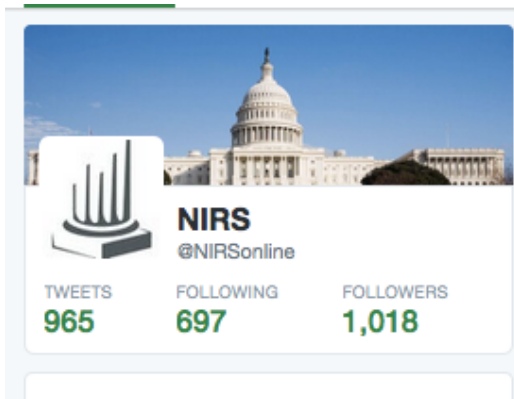 NIRS
@NIRSonline
TWEETS FOLLOWING FOLLOWERS
965 697 1,018